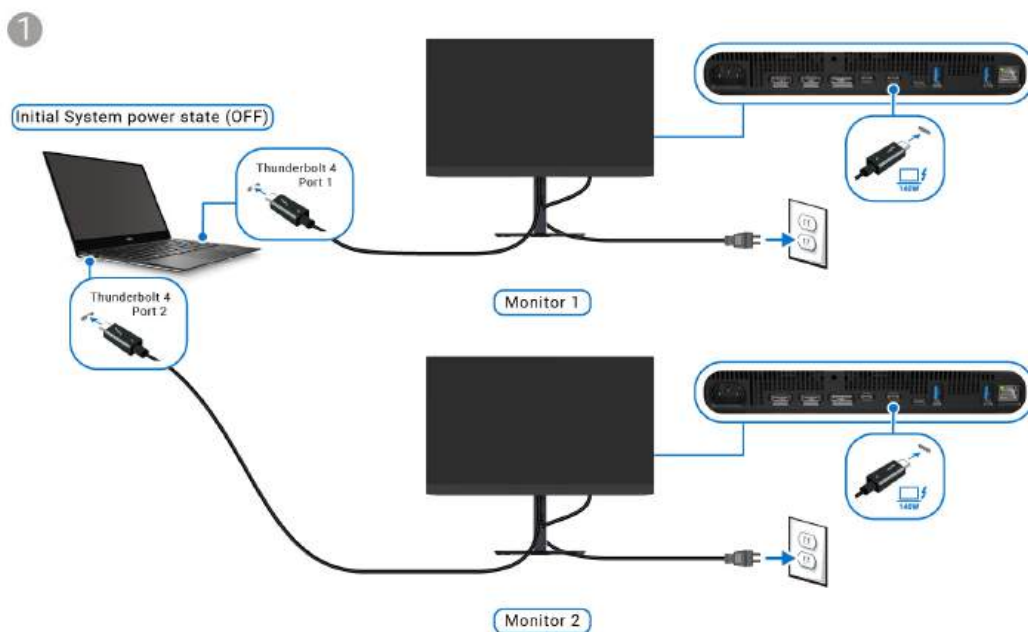 1
Initial System power state (OFF)
Thunderbolt 4
Port 1
140W
Monitor 1
Thunderbolt 4
Port 2
140W
Monitor 2